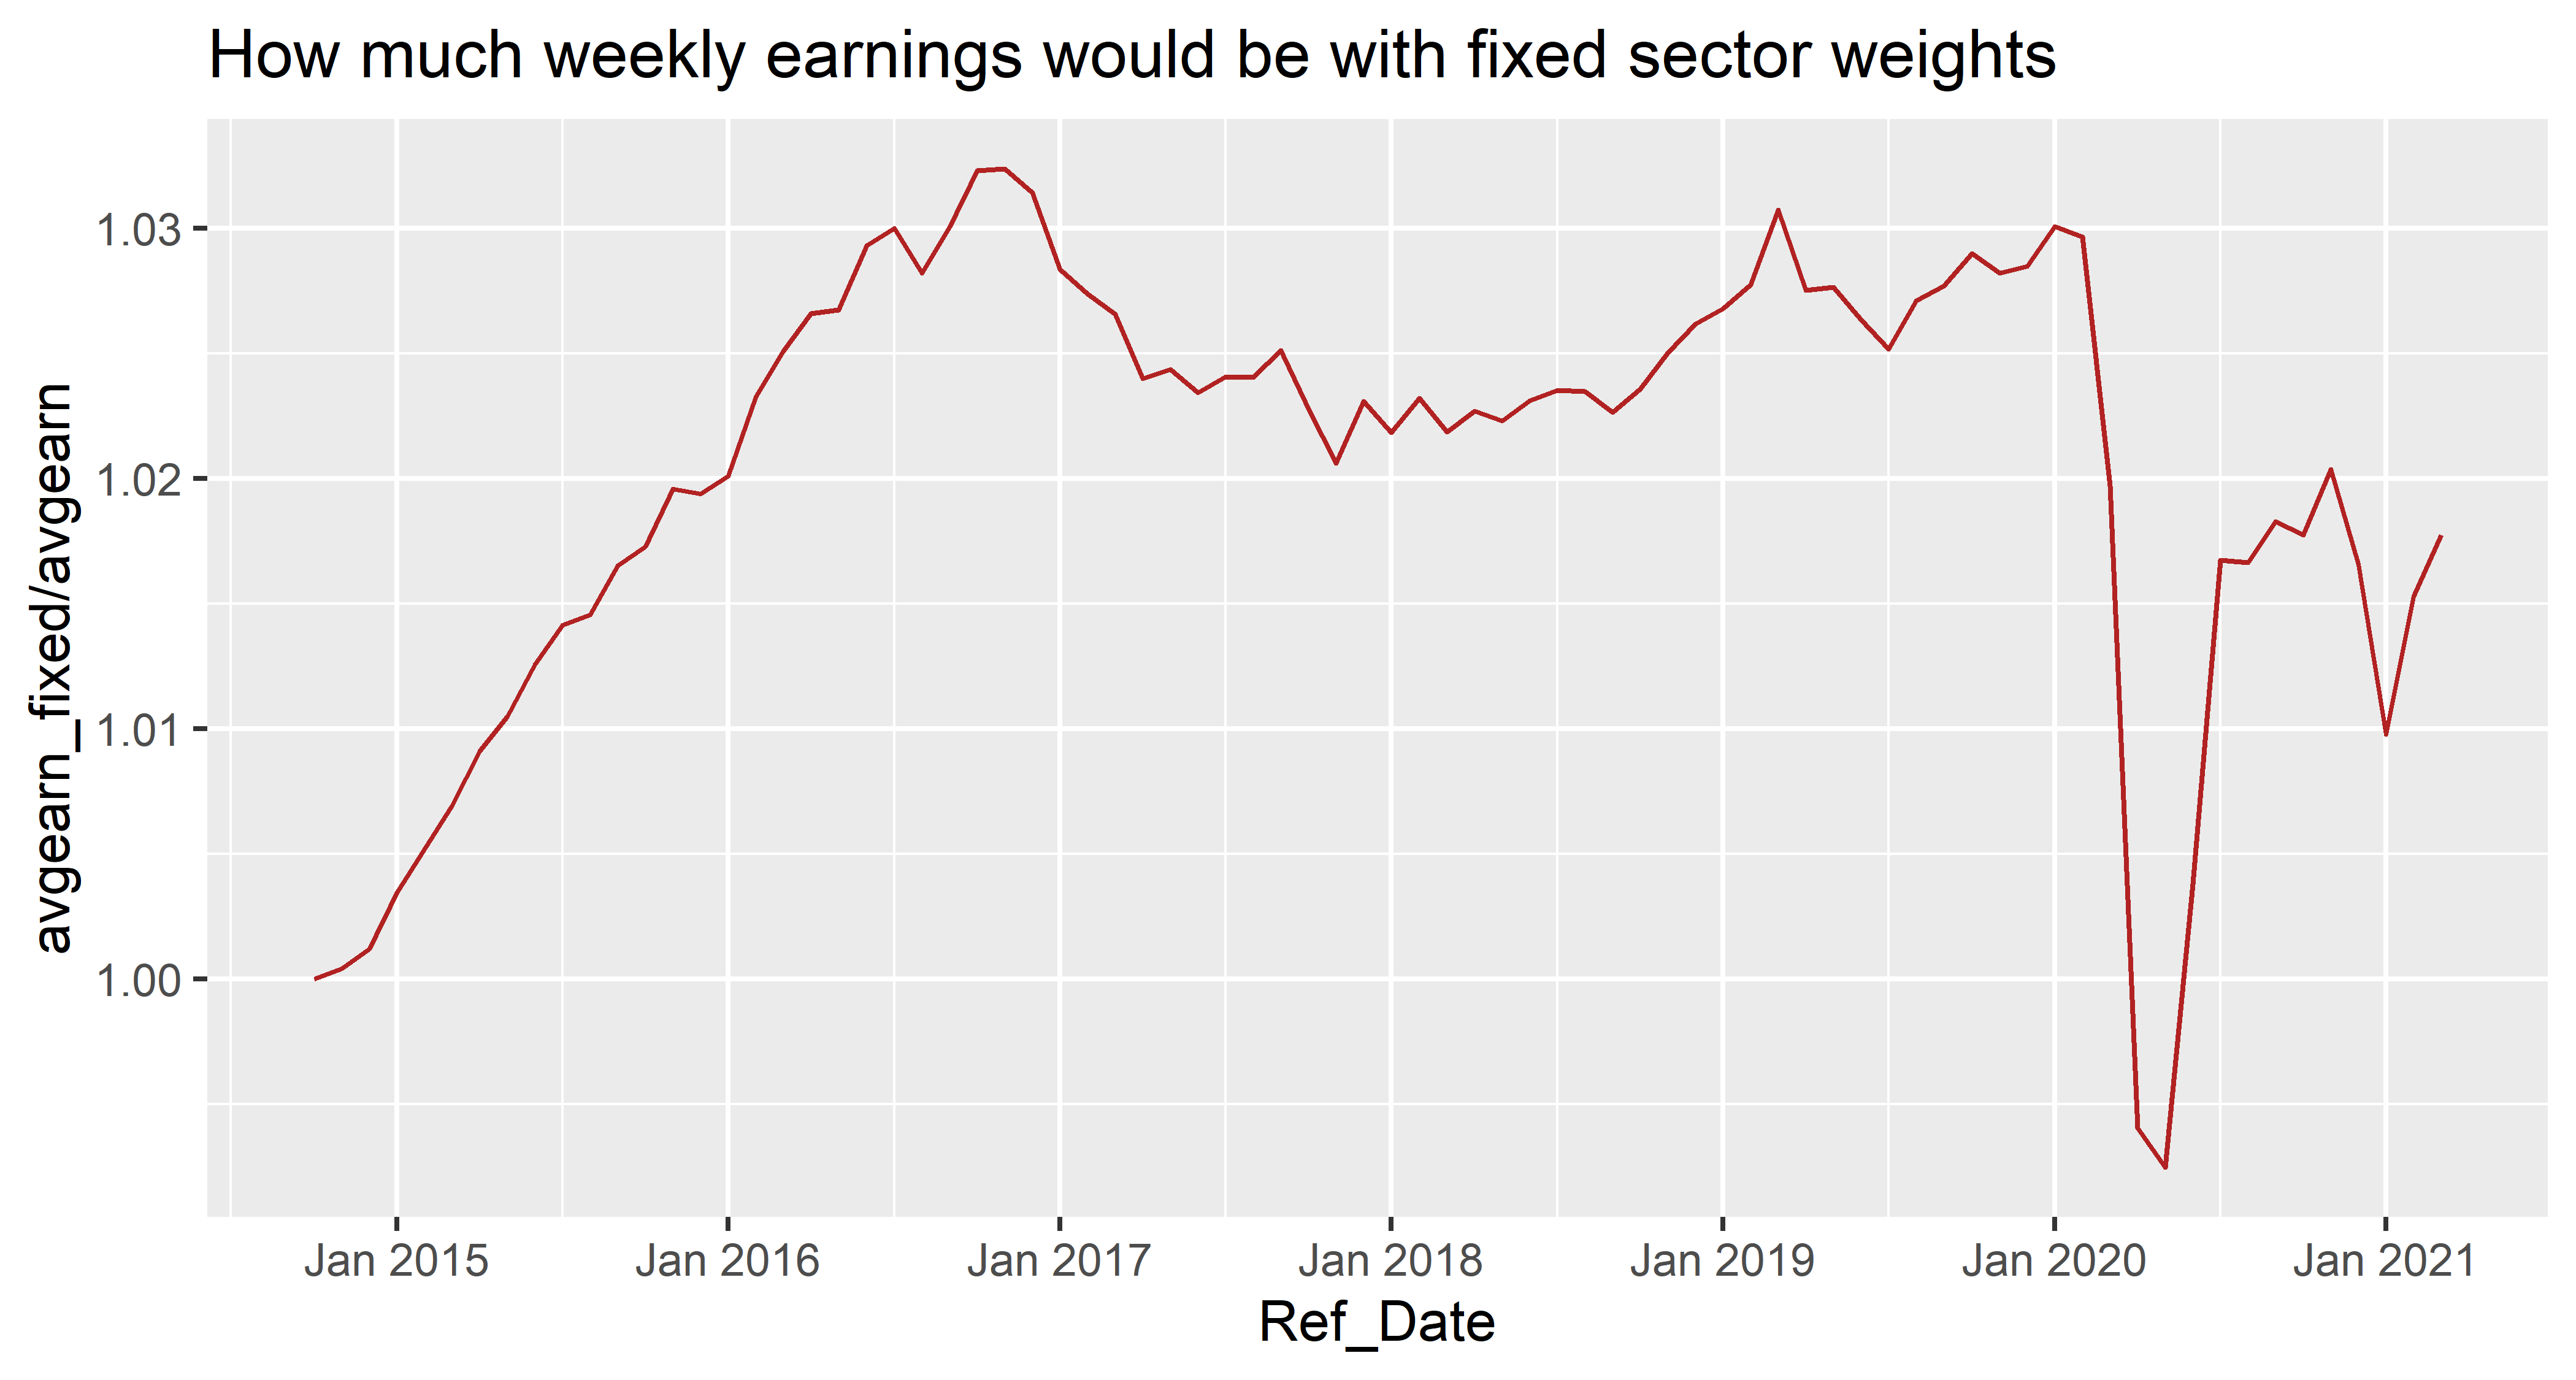 How much weekly earnings would be with fixed sector weights
avgearn_fixed/avgearn
1.03
1.02
1.01
1.00
Jan 2015 Jan 2016 Jan 2017 Jan 2018 Jan 2019 Jan 2020 Jan 2021
Ref_Date